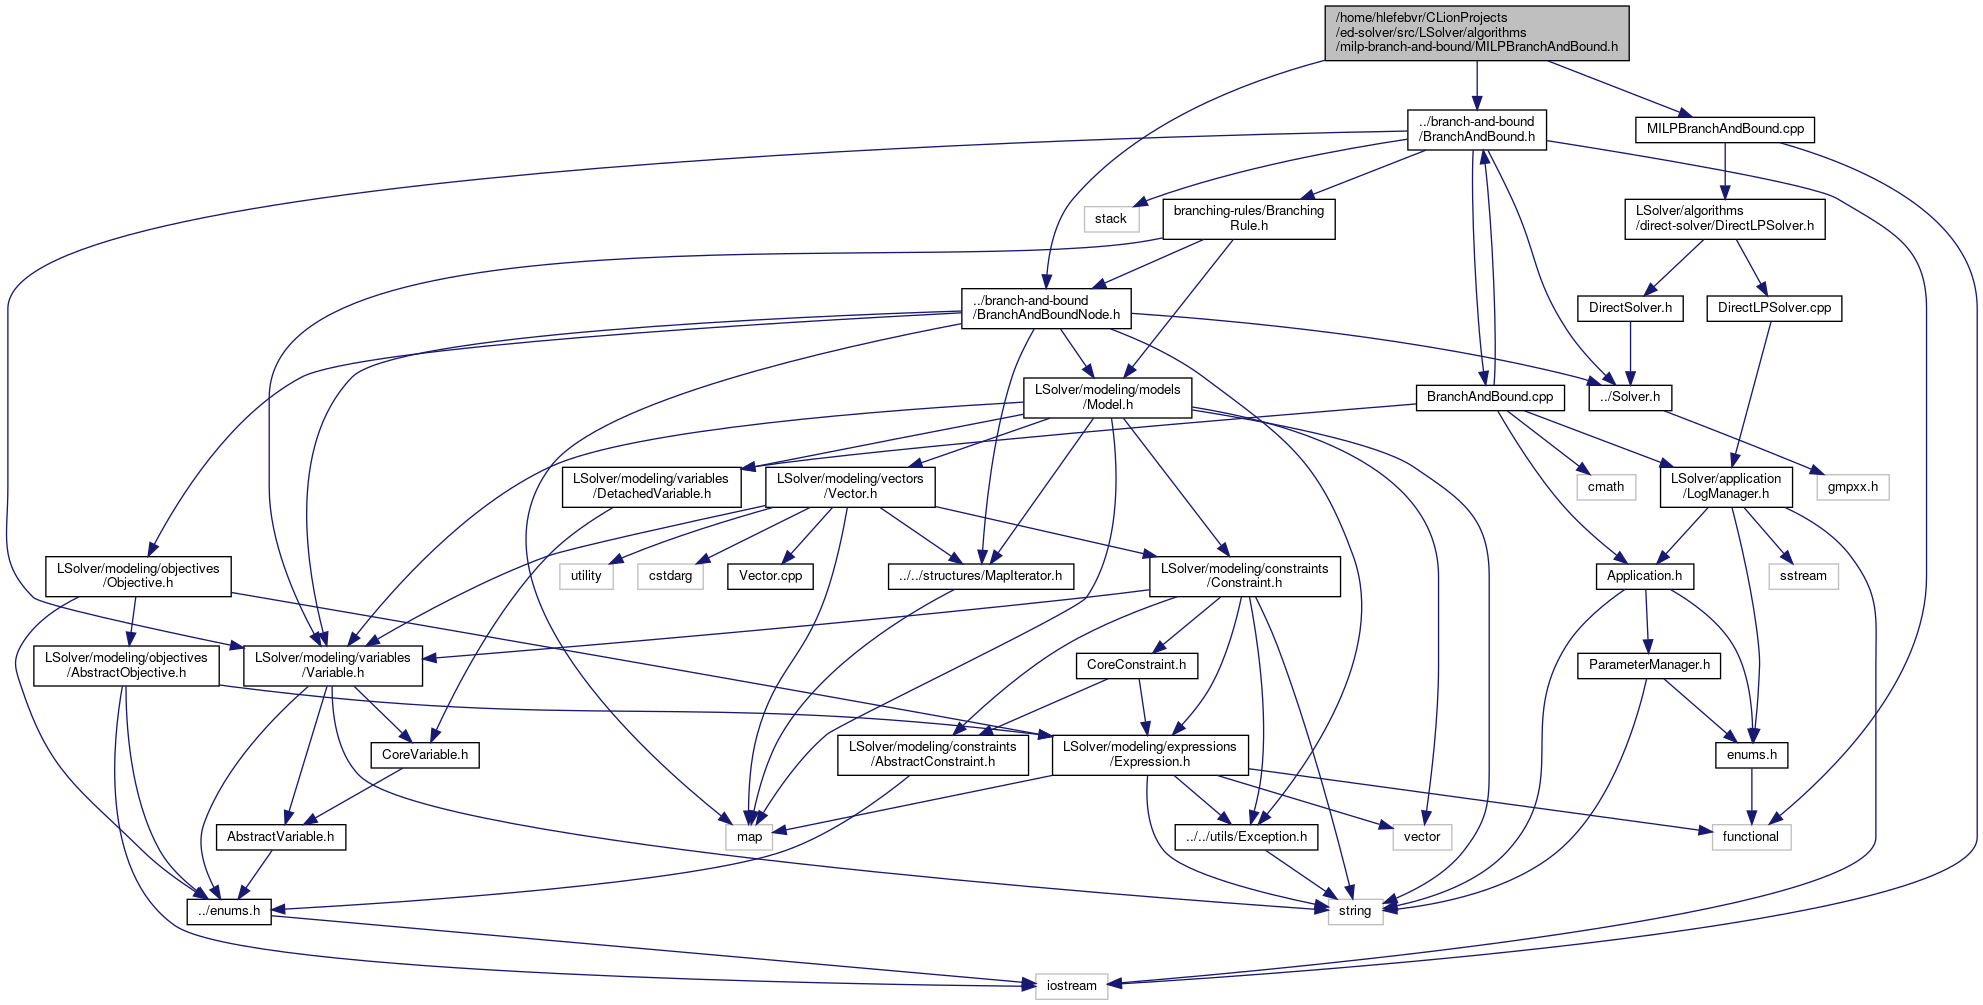 /home/hlefebvr/CLionProjects
/ed-solver/src/LSolver/algorithms
/milp-branch-and-bound/MILPBranchAndBound.h
../branch-and-bound
/BranchAndBound.h
MILPBranchAndBound.cpp
stack
branching-rules/Branching
Rule.h
LSolver/algorithms
/direct-solver/DirectLPSolver.h
../branch-and-bound
/BranchAndBoundNode.h
DirectSolver.h
DirectLPSolver.cpp
LSolver/modeling/models
/Model.h
BranchAndBound.cpp
../Solver.h
LSolver/modeling/variables
/DetachedVariable.h
LSolver/modeling/vectors
/Vector.h
cmath
LSolver/application
/LogManager.h
gmpxx.h
LSolver/modeling/objectives
/Objective.h
utility
cstdarg
Vector.cpp
../../structures/MapIterator.h
LSolver/modeling/constraints
/Constraint.h
Application.h
sstream
LSolver/modeling/objectives
/AbstractObjective.h
LSolver/modeling/variables
/Variable.h
CoreConstraint.h
ParameterManager.h
CoreVariable.h
LSolver/modeling/constraints
/AbstractConstraint.h
LSolver/modeling/expressions
/Expression.h
enums.h
AbstractVariable.h
map
../../utils/Exception.h
vector
functional
../enums.h
string
iostream